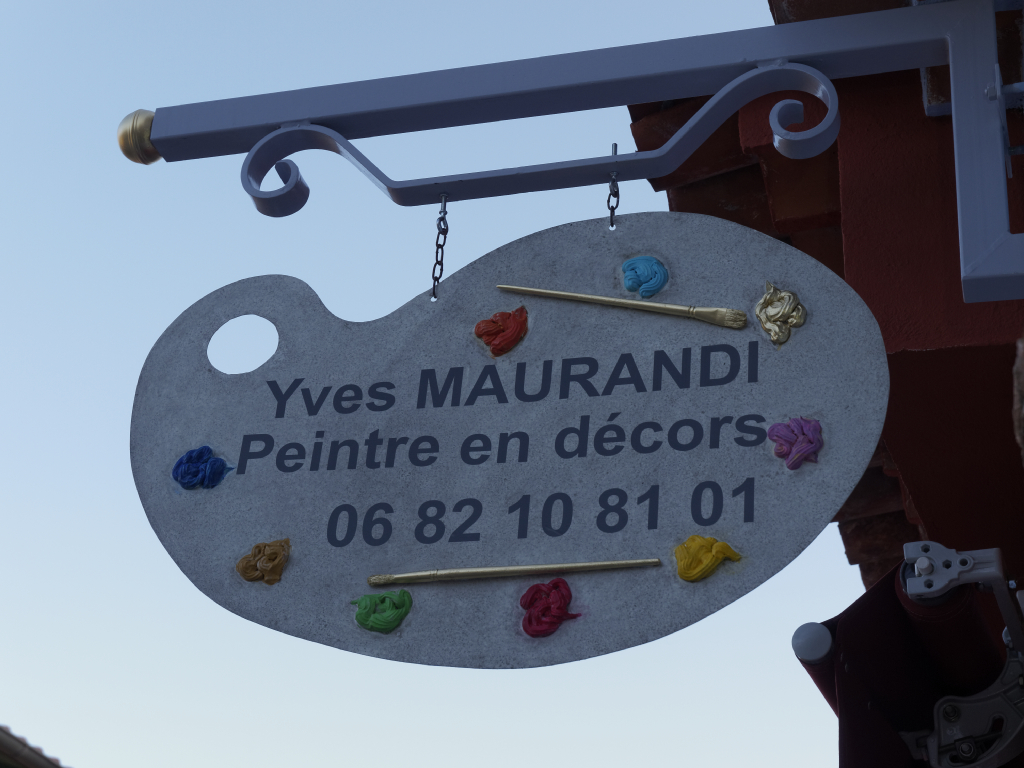 Yves MAURANDI
Peintre en décors
06 82 10 81 01